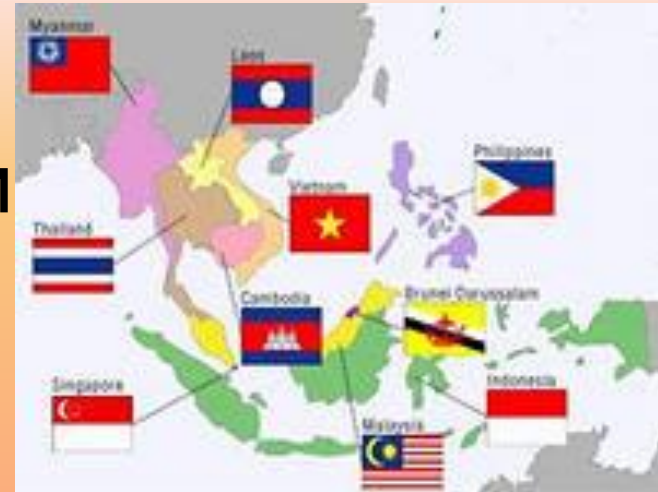 Myanmar
Laos
Philippines
Vietnam
Thailand
Cambodia
Brunei Darussalam
Singapore
Indonesia
Malaysia